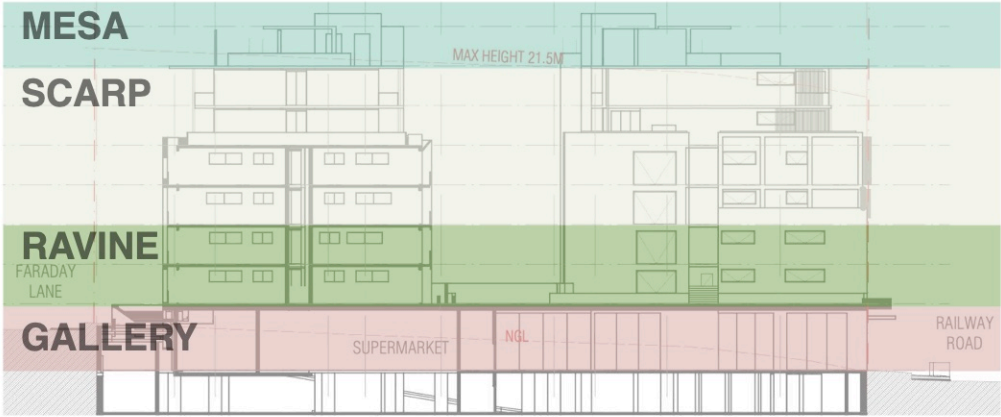 MESA
MAX HEIGHT 21.5M
SCARP
RAVINE
FARADAY
LANE
GALLERY
SUPERMARKET
NGL
RAILWAY
ROAD